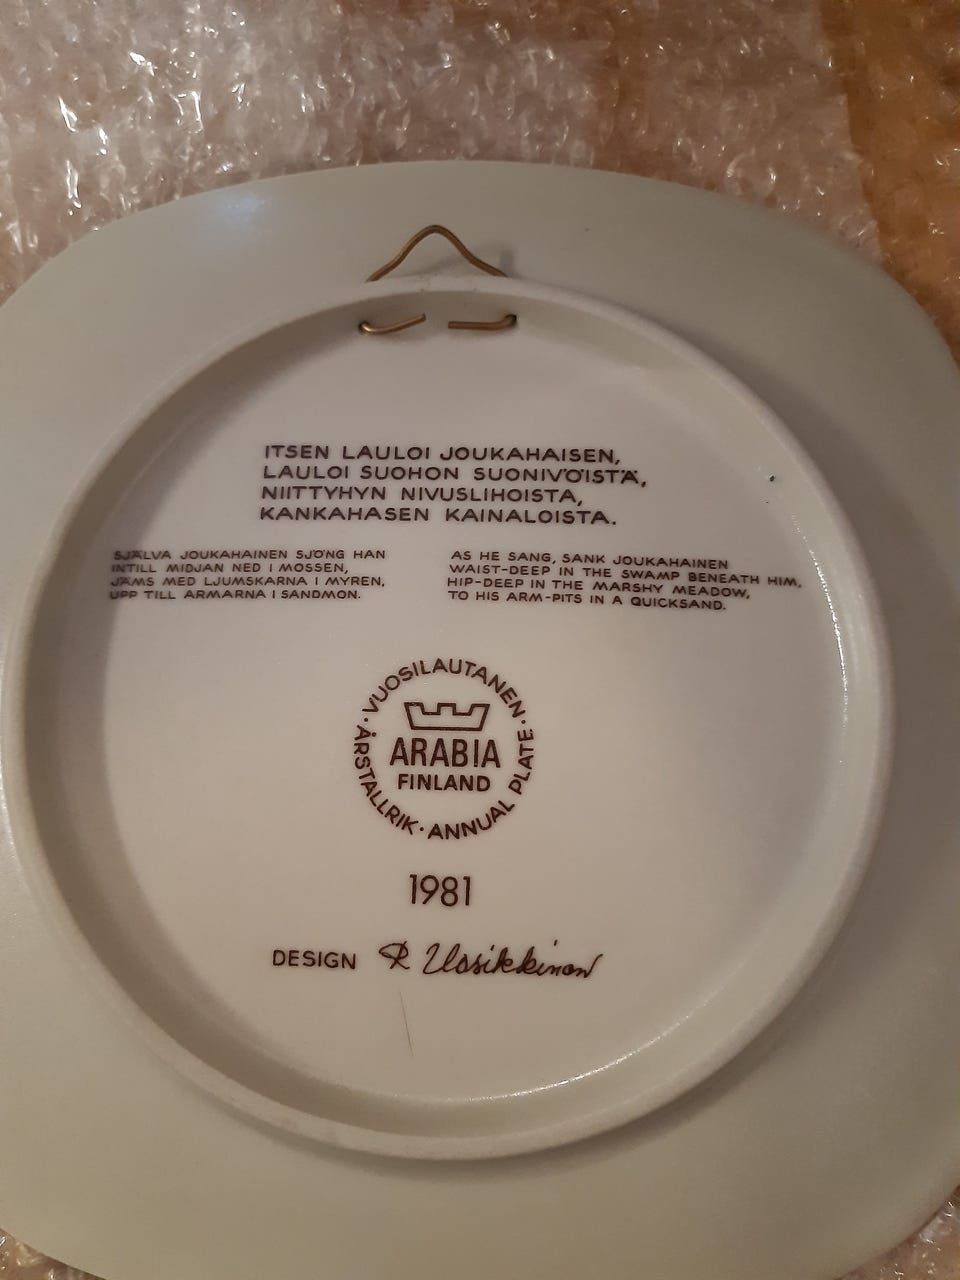 ITSEN LAULOI JOUKAHAISEN,
LAULOI SUOHON SUONIVÖISTÄ,
NIITTYHYN NIVUSLIHOISTA,
KANKAHASEN KAINALOISTA.
SJÄLVA JOUKAHAINEN SJÖNG HAN
INTILL MIDJAN NED I MOSSEN,
JÄMS MED LJUMSKARNA I MYREN,
UPP TILL ARMARNA I SANDMON.
AS HE SANG, SANK JOUKAHAINEN
WAIST-DEEP IN THE SWAMP BENEATH HIM,
HIP-DEEP IN THE MARSHY MEADOW,
TO HIS ARM-PITS IN A QUICKSAND.
· VUOSILAUTANEN ·
ARABIA
FINLAND
ÅRSTALLRIK · ANNUAL PLATE
1981
DESIGN R Uosikkinen